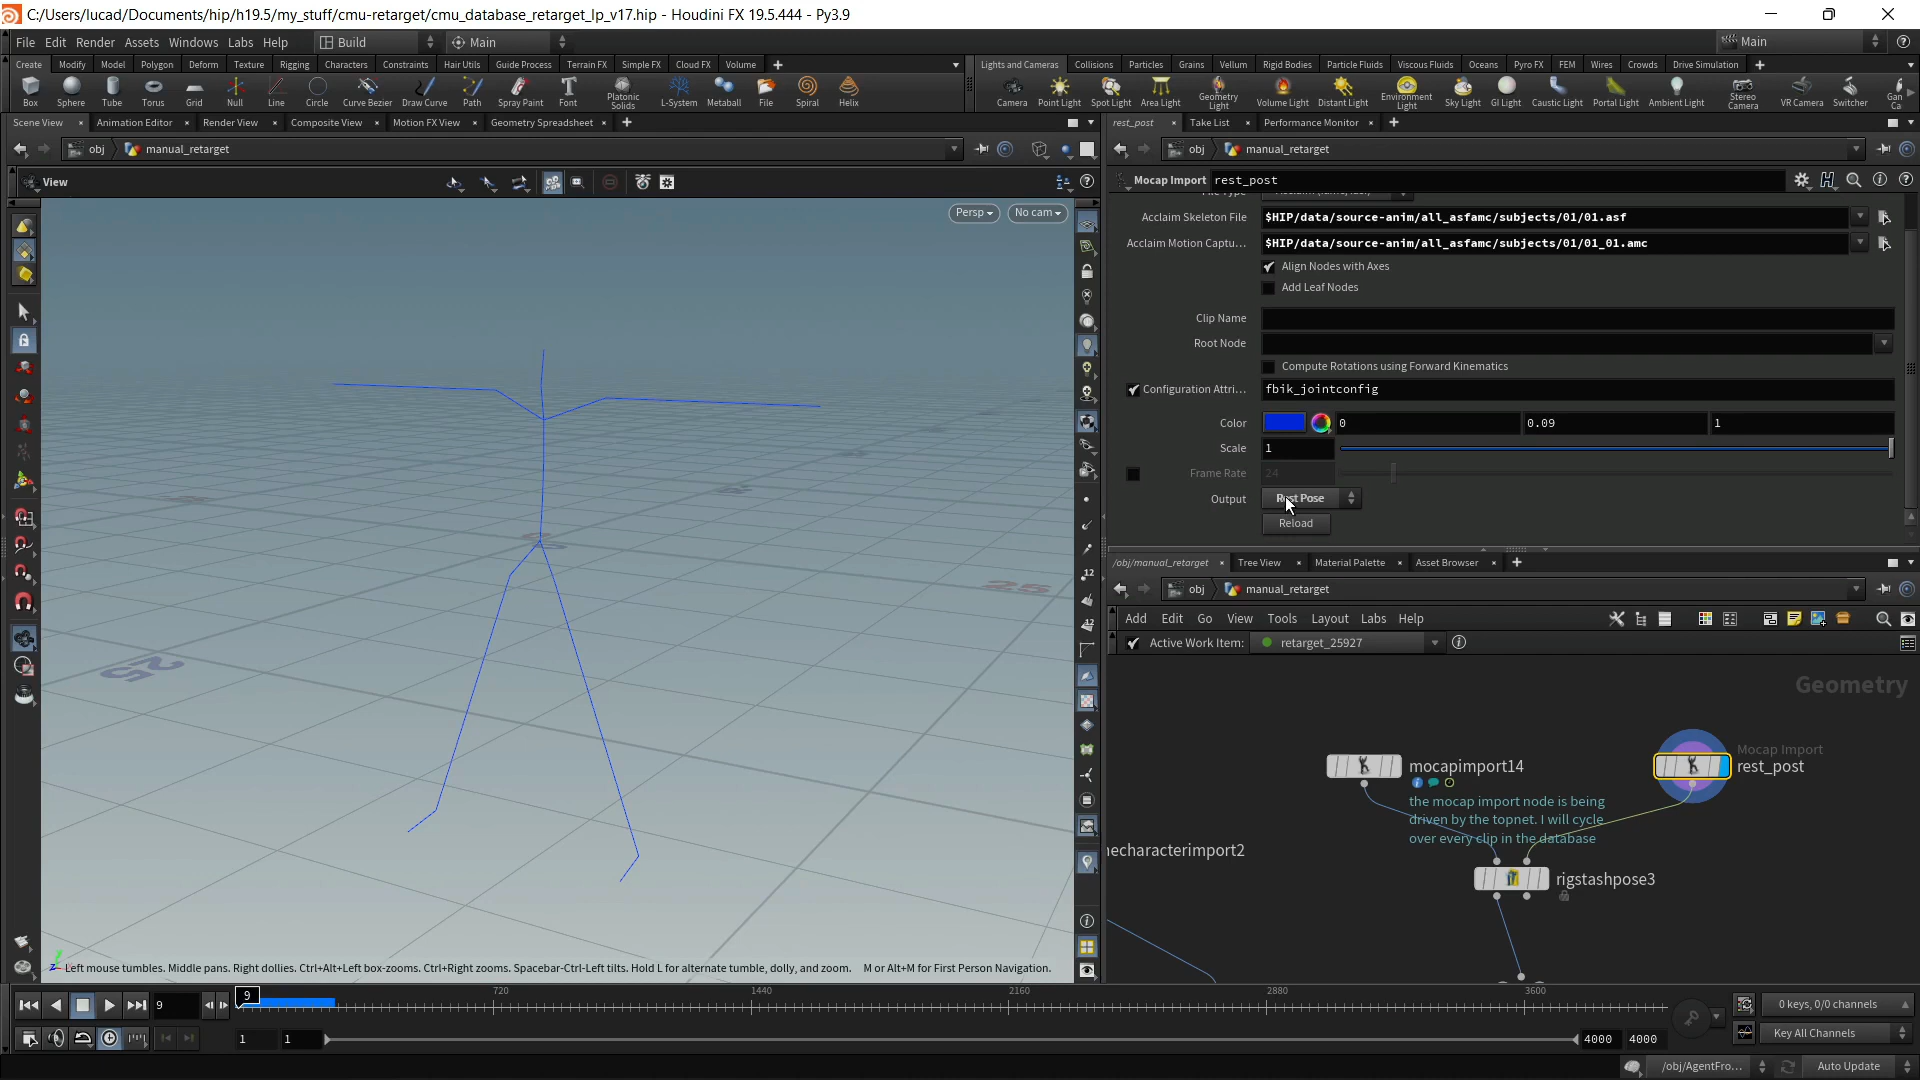 C:/Users/lucad/Documents/hip/h19.5/my_stuff/cmu-retarget/cmu_database_retarget_lp_v17.hip - Houdini FX 19.5.444 - Py3.9
File Edit Render Assets Windows Labs Help Build Main Main
Create Modify Model Polygon Deform Texture Rigging Characters Constraints Hair Utils Guide Process Terrain FX Simple FX Cloud FX Volume
Lights and Cameras Collisions Particles Grains Vellum Rigid Bodies Particle Fluids Viscous Fluids Oceans Pyro FX FEM Wires Crowds Drive Simulation
Box Sphere Tube Torus Grid Null Line Circle Curve Bezier Draw Curve Path Spray Paint Font Platonic Solids L-System Metaball File Spiral Helix
Camera Point Light Spot Light Area Light Geometry Light Volume Light Distant Light Environment Light Sky Light GI Light Caustic Light Portal Light Ambient Light Stereo Camera VR Camera Switcher Gan Ca
Scene View Animation Editor Render View Composite View Motion FX View Geometry Spreadsheet
rest_post Take List Performance Monitor
obj manual_retarget
obj manual_retarget
View
Mocap Import rest_post
Persp No cam
Acclaim Skeleton File $HIP/data/source-anim/all_asfamc/subjects/01/01.asf
Acclaim Motion Captu... $HIP/data/source-anim/all_asfamc/subjects/01/01_01.amc
Align Nodes with Axes
Add Leaf Nodes
Clip Name
Root Node
Compute Rotations using Forward Kinematics
Configuration Attri... fbik_jointconfig
Color 0 0.09 1
Scale 1
Frame Rate 24
Output Rest Pose
Reload
/obj/manual_retarget Tree View Material Palette Asset Browser
obj manual_retarget
Add Edit Go View Tools Layout Labs Help
Active Work Item: retarget_25927
Geometry
Mocap Import
mocapimport14 rest_post
the mocap import node is being
driven by the topnet. I will cycle
over every clip in the database
echaracterimport2
rigstashpose3
25
25
12
12
Left mouse tumbles. Middle pans. Right dollies. Ctrl+Alt+Left box-zooms. Ctrl+Right zooms. Spacebar-Ctrl-Left tilts. Hold L for alternate tumble, dolly, and zoom. M or Alt+M for First Person Navigation.
9 9 720 1440 2160 2880 3600
0 keys, 0/0 channels
1 1 4000 4000
Key All Channels
/obj/AgentFro... Auto Update